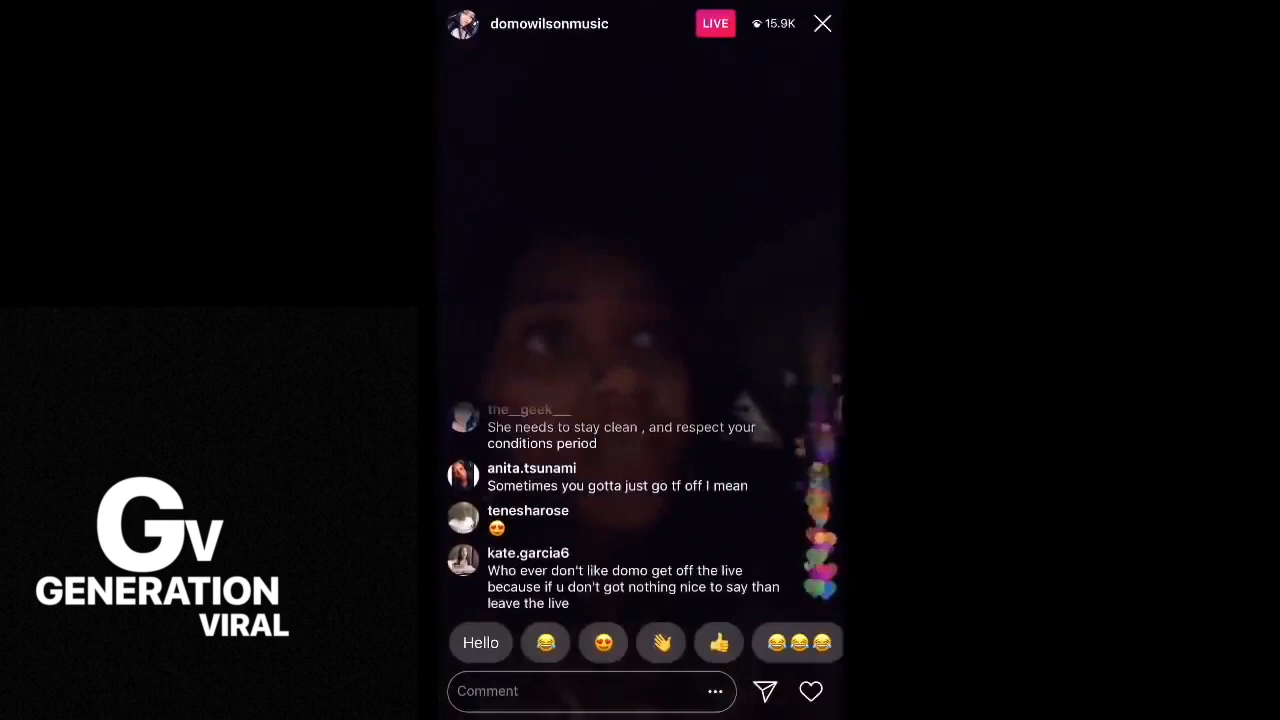 domowilsonmusic
LIVE
15.9K
the__geek___
She needs to stay clean , and respect your
conditions period
anita.tsunami
Sometimes you gotta just go tf off I mean
tenesharose
😍
kate.garcia6
Who ever don't like domo get off the live
because if u don't got nothing nice to say than
leave the live
Hello 😂 😍 👋 👍 😂😂😂
Comment
GV
GENERATION
VIRAL